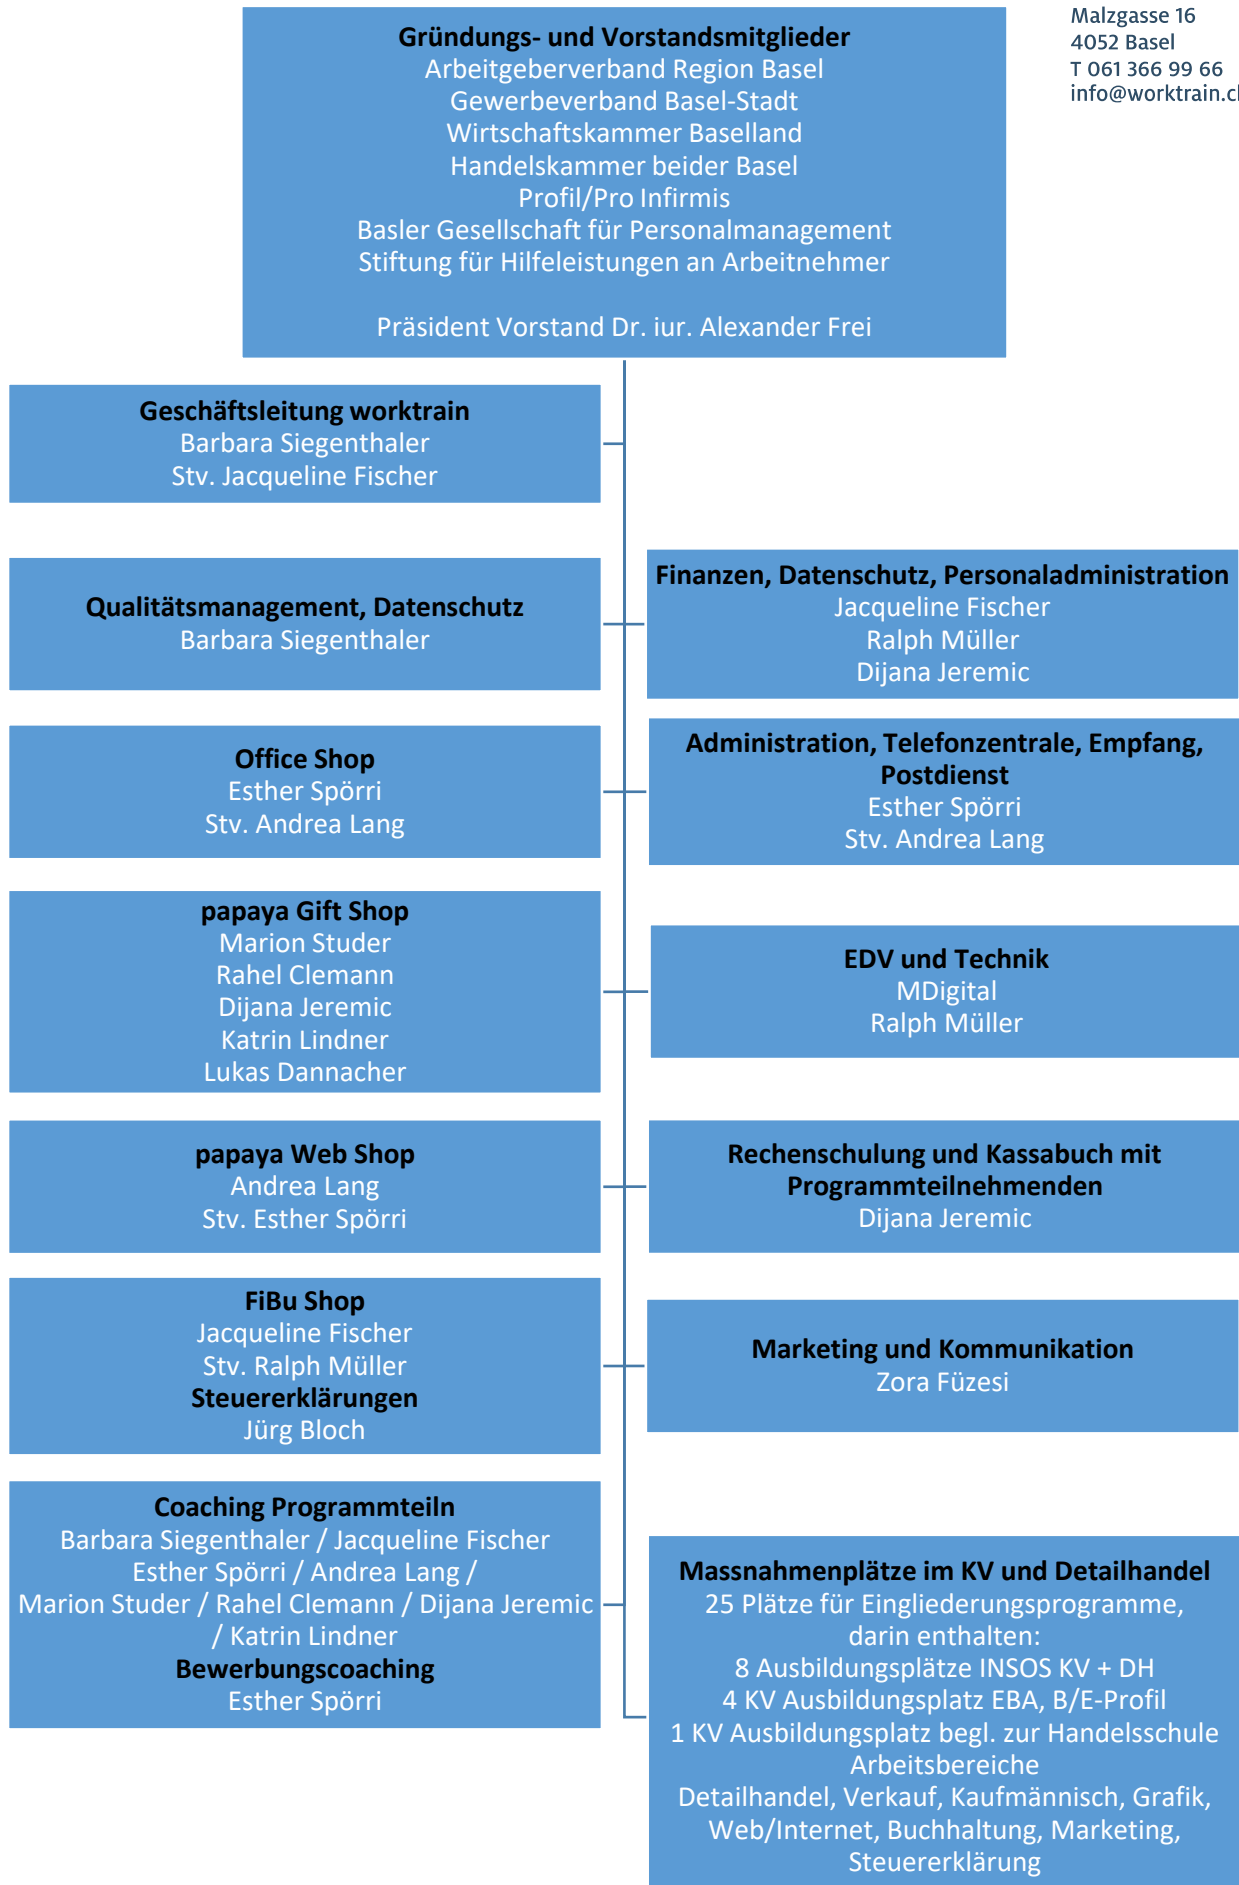 Malzgasse 16
4052 Basel
T 061 366 99 66
info@worktrain.c
Gründungs- und Vorstandsmitglieder
Arbeitgeberverband Region Basel
Gewerbeverband Basel-Stadt
Wirtschaftskammer Baselland
Handelskammer beider Basel
Profil/Pro Infirmis
Basler Gesellschaft für Personalmanagement
Stiftung für Hilfeleistungen an Arbeitnehmer
Präsident Vorstand Dr. iur. Alexander Frei
Geschäftsleitung worktrain
Barbara Siegenthaler
Stv. Jacqueline Fischer
Qualitätsmanagement, Datenschutz
Barbara Siegenthaler
Finanzen, Datenschutz, Personaladministration
Jacqueline Fischer
Ralph Müller
Dijana Jeremic
Office Shop
Esther Spörri
Stv. Andrea Lang
Administration, Telefonzentrale, Empfang,
Postdienst
Esther Spörri
Stv. Andrea Lang
papaya Gift Shop
Marion Studer
Rahel Clemann
Dijana Jeremic
Katrin Lindner
Lukas Dannacher
EDV und Technik
MDigital
Ralph Müller
papaya Web Shop
Andrea Lang
Stv. Esther Spörri
Rechenschulung und Kassabuch mit
Programmteilnehmenden
Dijana Jeremic
FiBu Shop
Jacqueline Fischer
Stv. Ralph Müller
Steuererklärungen
Jürg Bloch
Marketing und Kommunikation
Zora Füzesi
Coaching Programmteiln
Barbara Siegenthaler / Jacqueline Fischer
Esther Spörri / Andrea Lang /
Marion Studer / Rahel Clemann / Dijana Jeremic
/ Katrin Lindner
Bewerbungscoaching
Esther Spörri
Massnahmenplätze im KV und Detailhandel
25 Plätze für Eingliederungsprogramme,
darin enthalten:
8 Ausbildungsplätze INSOS KV + DH
4 KV Ausbildungsplatz EBA, B/E-Profil
1 KV Ausbildungsplatz begl. zur Handelsschule
Arbeitsbereiche
Detailhandel, Verkauf, Kaufmännisch, Grafik,
Web/Internet, Buchhaltung, Marketing,
Steuererklärung